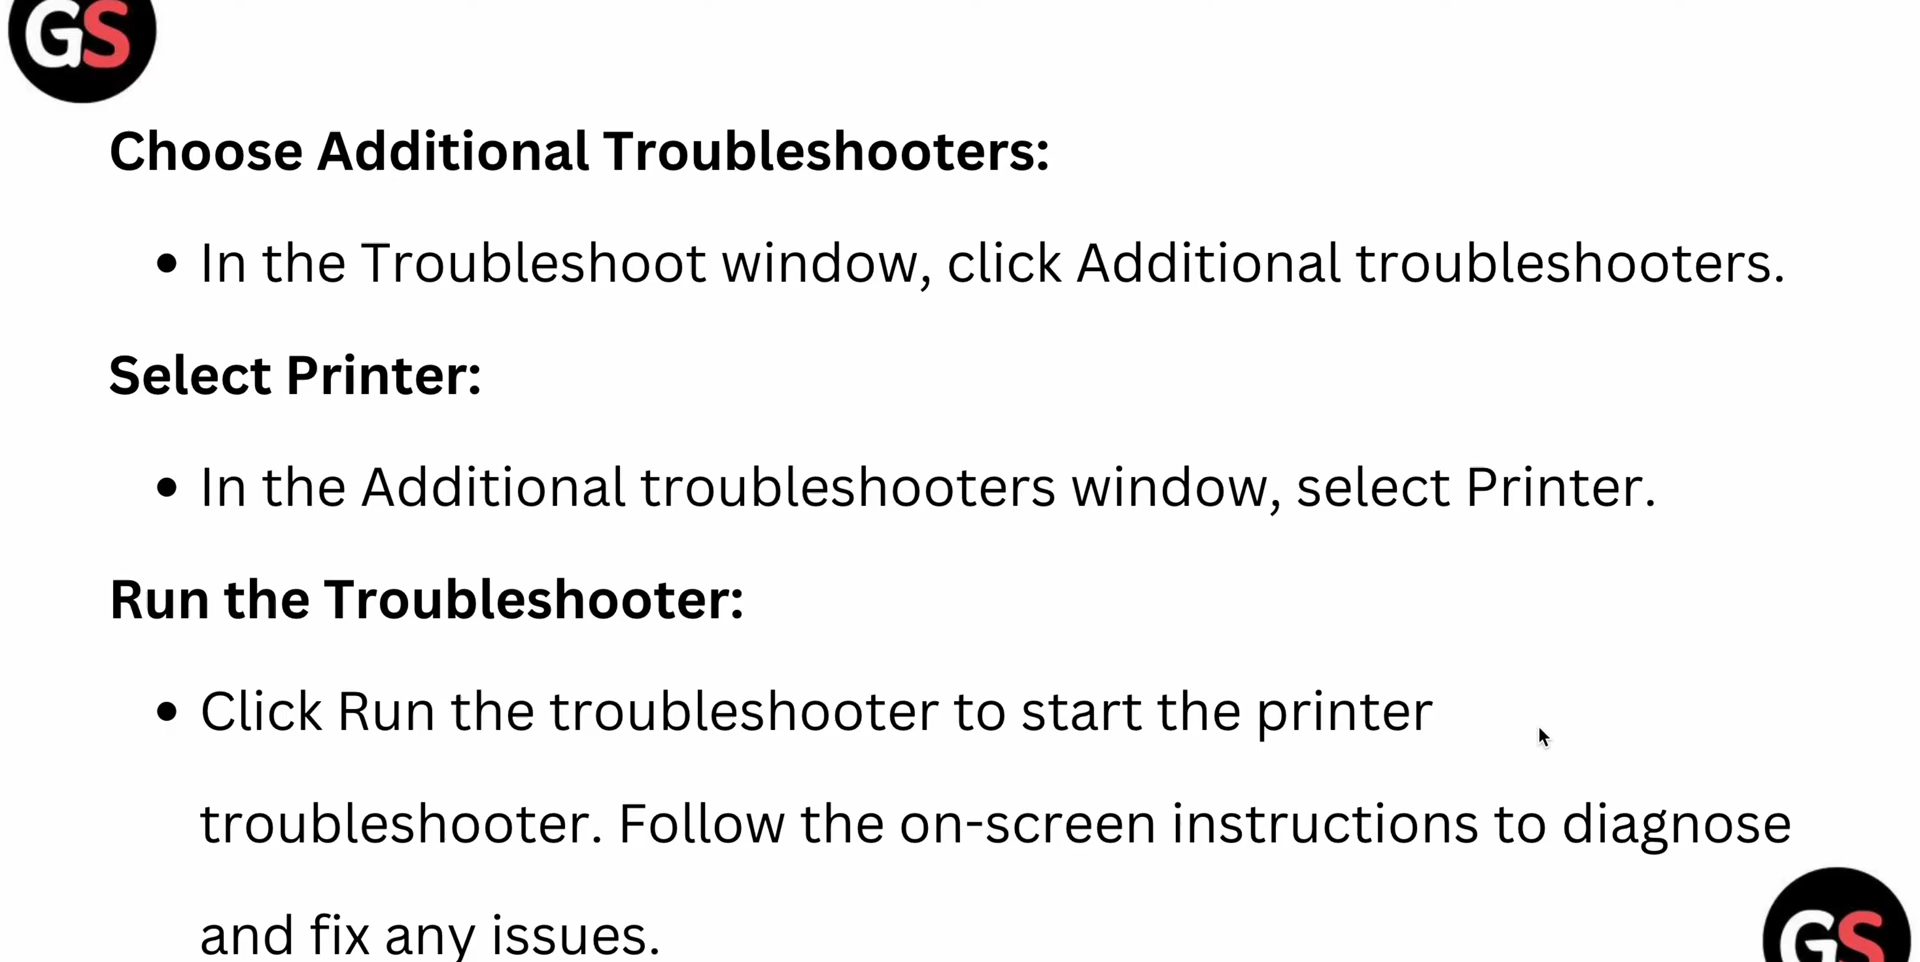 GS
Choose Additional Troubleshooters:
• In the Troubleshoot window, click Additional troubleshooters.
Select Printer:
• In the Additional troubleshooters window, select Printer.
Run the Troubleshooter:
• Click Run the troubleshooter to start the printer
troubleshooter. Follow the on-screen instructions to diagnose
and fix any issues.
GS